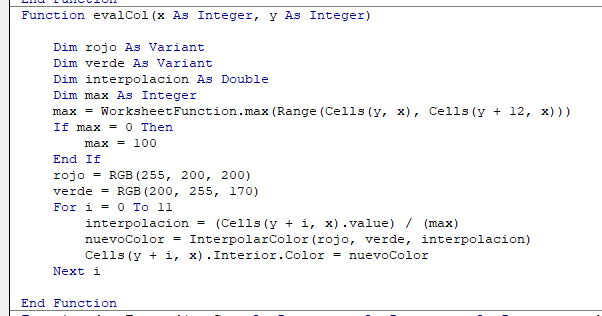 End Function
Function evalCol(x As Integer, y As Integer)
Dim rojo As Variant
Dim verde As Variant
Dim interpolacion As Double
Dim max As Integer
max = WorksheetFunction.max(Range(Cells(y, x), Cells(y + 12, x)))
If max = 0 Then
max = 100
End If
rojo = RGB(255, 200, 200)
verde = RGB(200, 255, 170)
For i = 0 To 11
interpolacion = (Cells(y + i, x).value) / (max)
nuevoColor = InterpolarColor(rojo, verde, interpolacion)
Cells(y + i, x).Interior.Color = nuevoColor
Next i
End Function